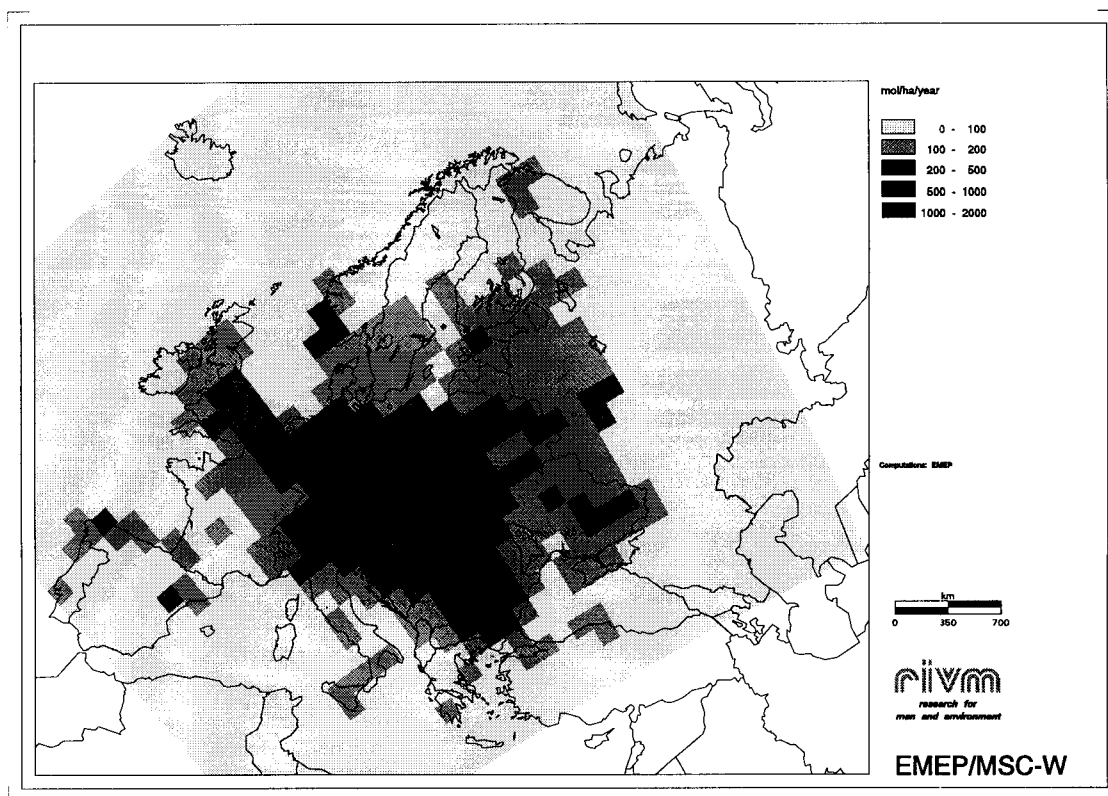 mol/ha/year
0 - 100
100 - 200
200 - 500
500 - 1000
1000 - 2000
Computations: EMEP
km
0 350 700
rivm
research for
man and environment
EMEP/MSC-W